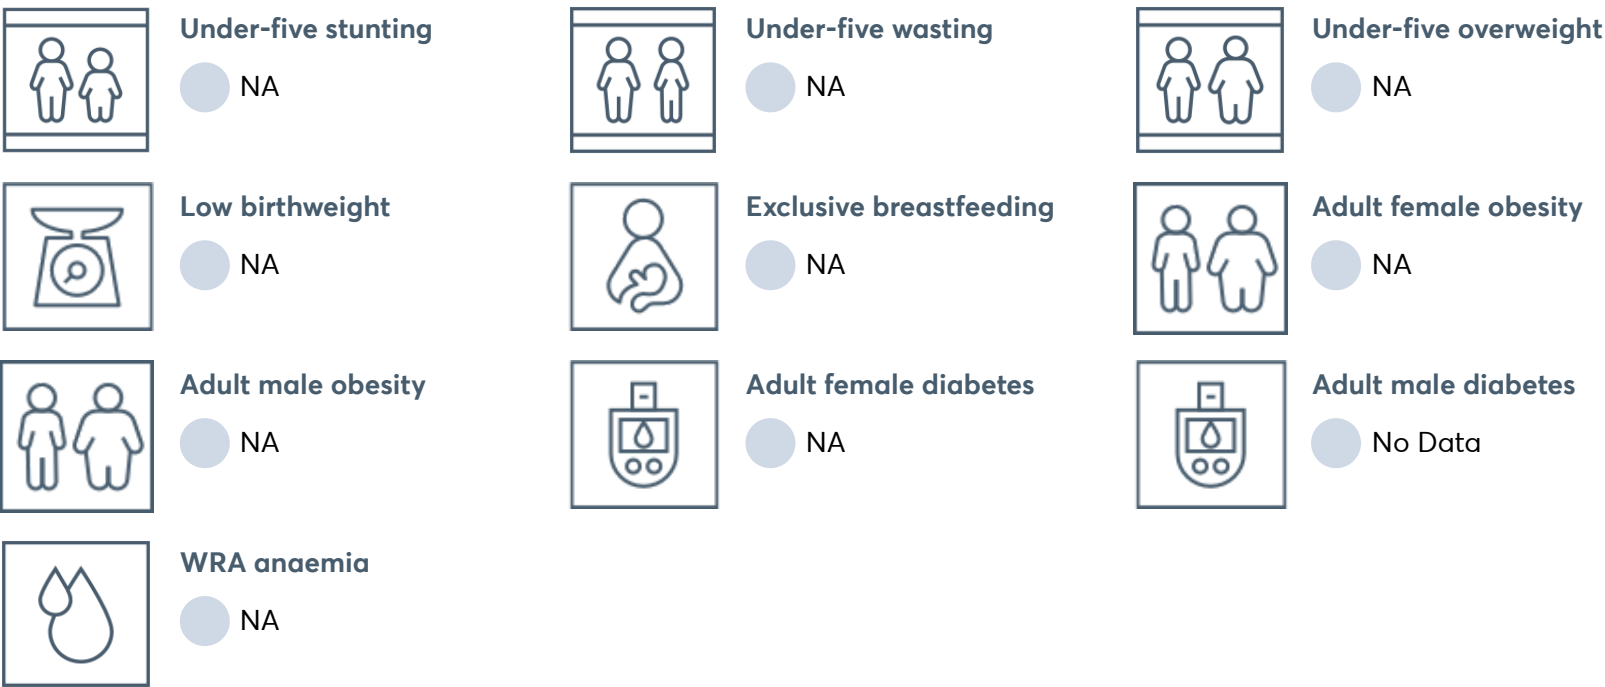 Under-five stunting
NA
Under-five wasting
NA
Under-five overweight
NA
Low birthweight
NA
Exclusive breastfeeding
NA
Adult female obesity
NA
Adult male obesity
NA
Adult female diabetes
NA
Adult male diabetes
No Data
WRA anaemia
NA